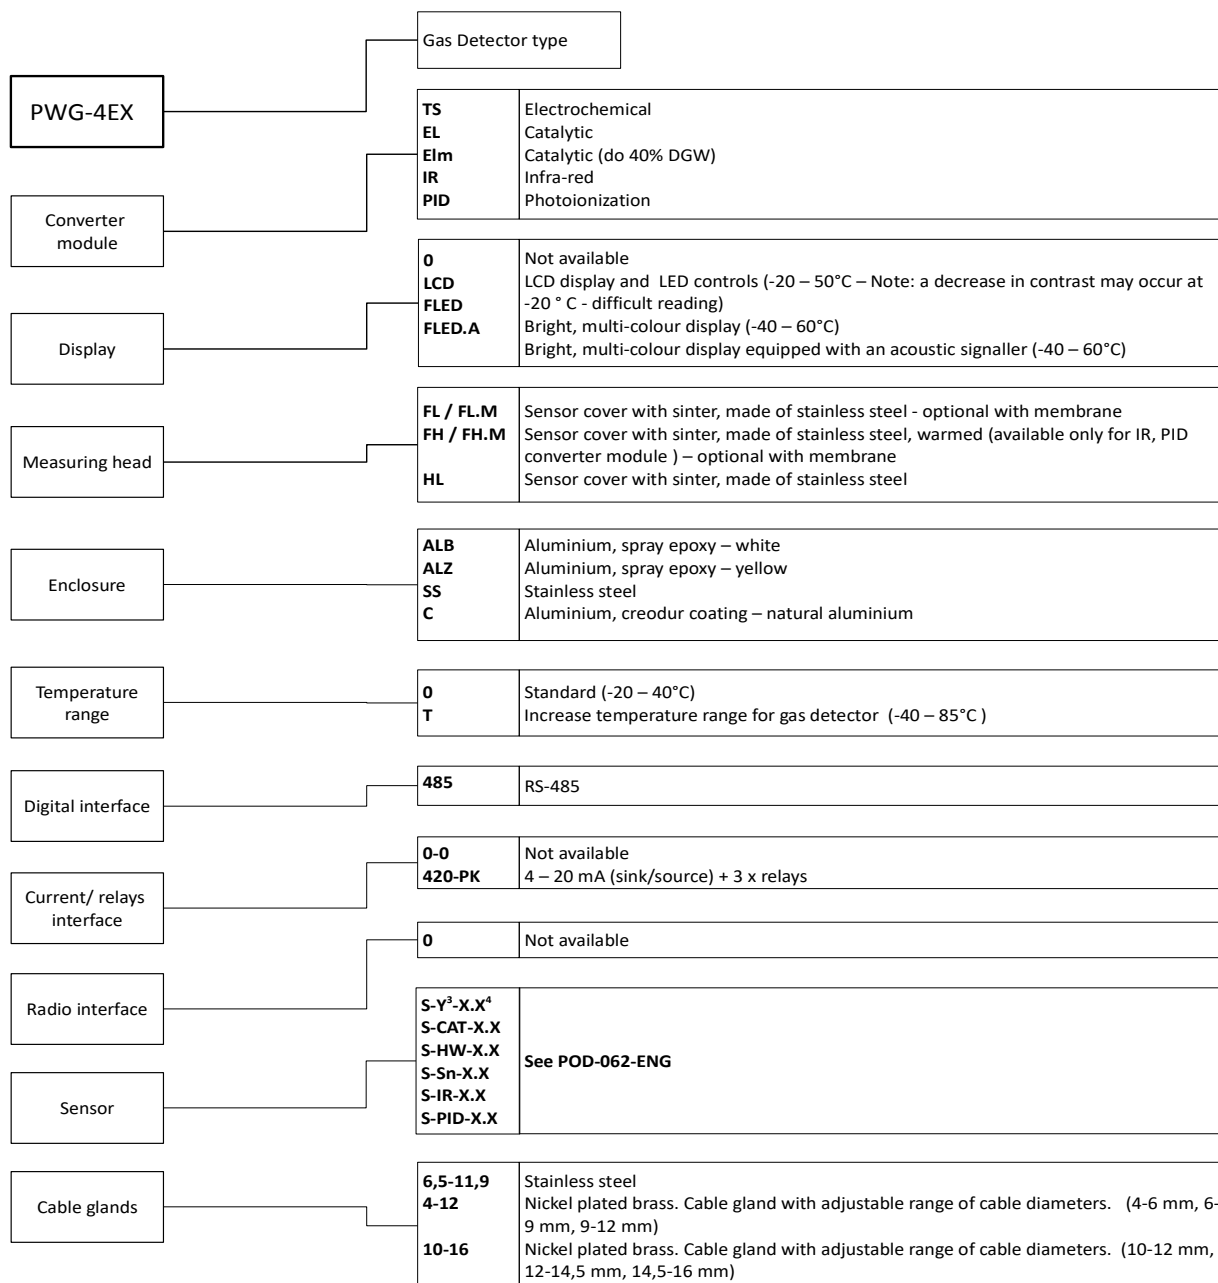 Gas Detector type
PWG-4EX
TS Electrochemical
EL Catalytic
Elm Catalytic (do 40% DGW)
IR Infra-red
PID Photoionization
Converter
module
0 Not available
LCD LCD display and LED controls (-20 – 50°C – Note: a decrease in contrast may occur at
FLED -20 ° C - difficult reading)
FLED.A Bright, multi-colour display (-40 – 60°C)
Bright, multi-colour display equipped with an acoustic signaller (-40 – 60°C)
Display
FL / FL.M Sensor cover with sinter, made of stainless steel - optional with membrane
FH / FH.M Sensor cover with sinter, made of stainless steel, warmed (available only for IR, PID
converter module ) – optional with membrane
HL Sensor cover with sinter, made of stainless steel
Measuring head
ALB Aluminium, spray epoxy – white
ALZ Aluminium, spray epoxy – yellow
SS Stainless steel
C Aluminium, creodur coating – natural aluminium
Enclosure
Temperature
range
0 Standard (-20 – 40°C)
T Increase temperature range for gas detector (-40 – 85°C )
485 RS-485
Digital interface
0-0 Not available
420-PK 4 – 20 mA (sink/source) + 3 x relays
Current/ relays
interface
0 Not available
Radio interface
S-Y³-X.X⁴
S-CAT-X.X
S-HW-X.X
S-Sn-X.X
S-IR-X.X
S-PID-X.X
See POD-062-ENG
Sensor
6,5-11,9 Stainless steel
4-12 Nickel plated brass. Cable gland with adjustable range of cable diameters. (4-6 mm, 6-
9 mm, 9-12 mm)
10-16 Nickel plated brass. Cable gland with adjustable range of cable diameters. (10-12 mm,
12-14,5 mm, 14,5-16 mm)
Cable glands